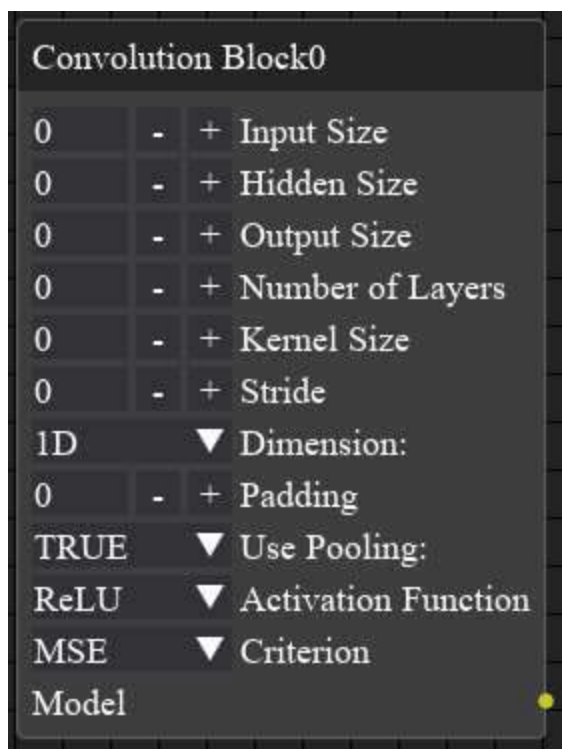 Convolution Block0
0 - + Input Size
0 - + Hidden Size
0 - + Output Size
0 - + Number of Layers
0 - + Kernel Size
0 - + Stride
1D ▼ Dimension:
0 - + Padding
TRUE ▼ Use Pooling:
ReLU ▼ Activation Function
MSE ▼ Criterion
Model